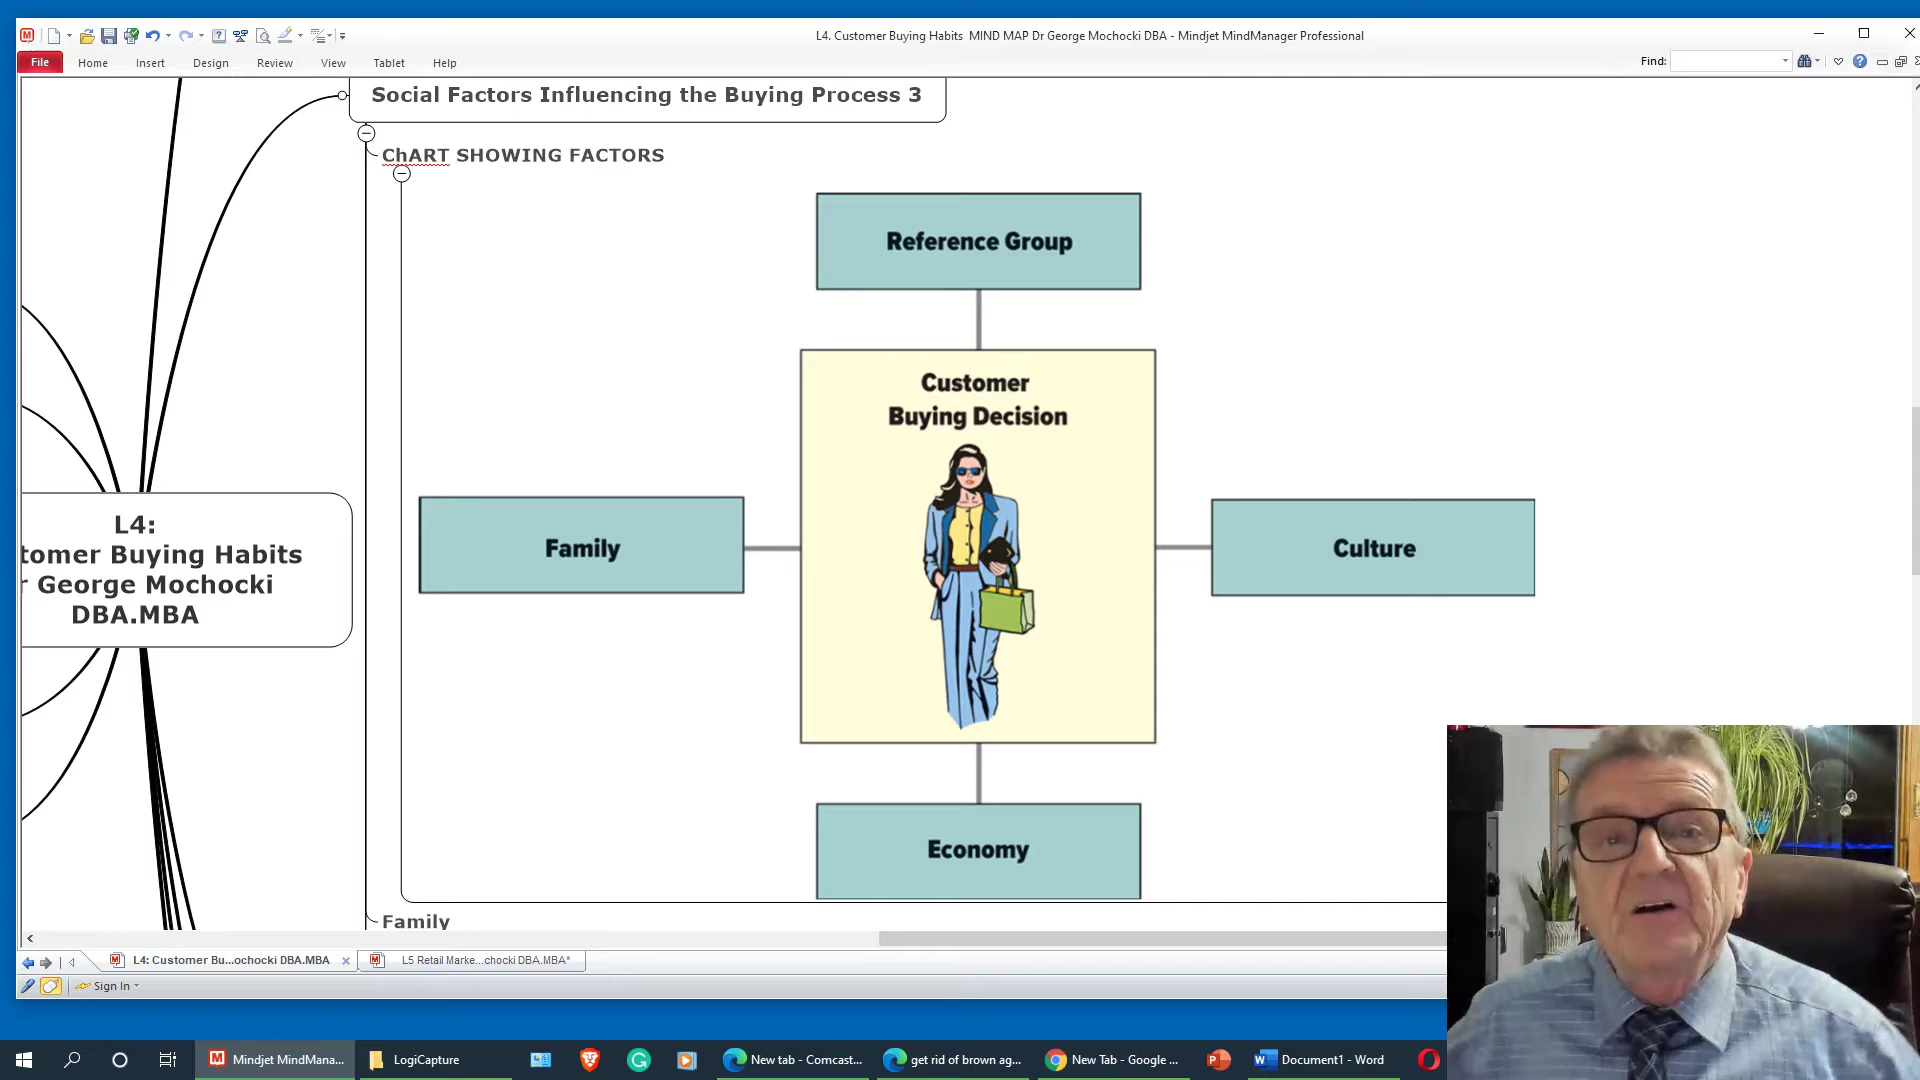 L4. Customer Buying Habits  MIND MAP Dr George Mochocki DBA - Mindjet MindManager Professional
File Home Insert Design Review View Tablet Help
Find:
Social Factors Influencing the Buying Process 3
ChART SHOWING FACTORS
Reference Group
Customer
Buying Decision
Family
Culture
Economy
L4:
tomer Buying Habits
r George Mochocki
DBA.MBA
Family
L4: Customer Bu...ochocki DBA.MBA
L5 Retail Marke...chocki DBA.MBA*
Sign In
Mindjet MindMana...
LogiCapture
New tab - Comcast...
get rid of brown ag...
New Tab - Google ...
Document1 - Word